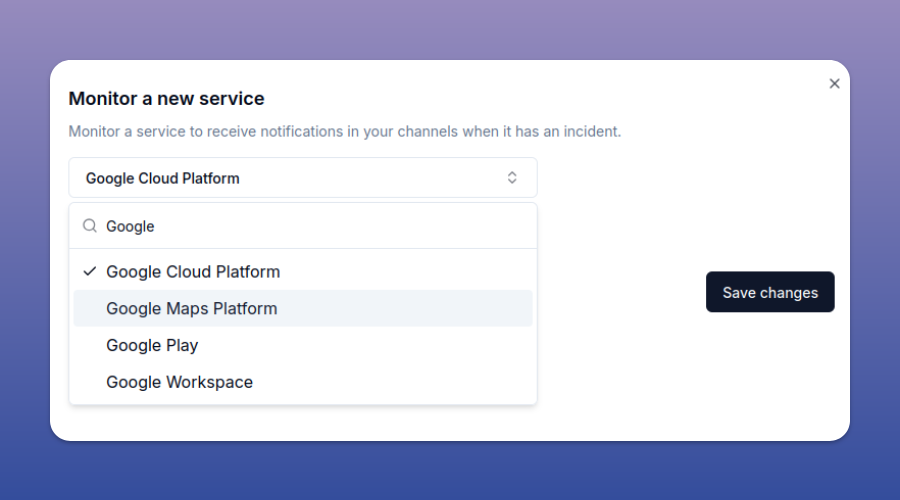 Monitor a new service
Monitor a service to receive notifications in your channels when it has an incident.
Google Cloud Platform
Google
Google Cloud Platform
Google Maps Platform
Google Play
Google Workspace
Save changes